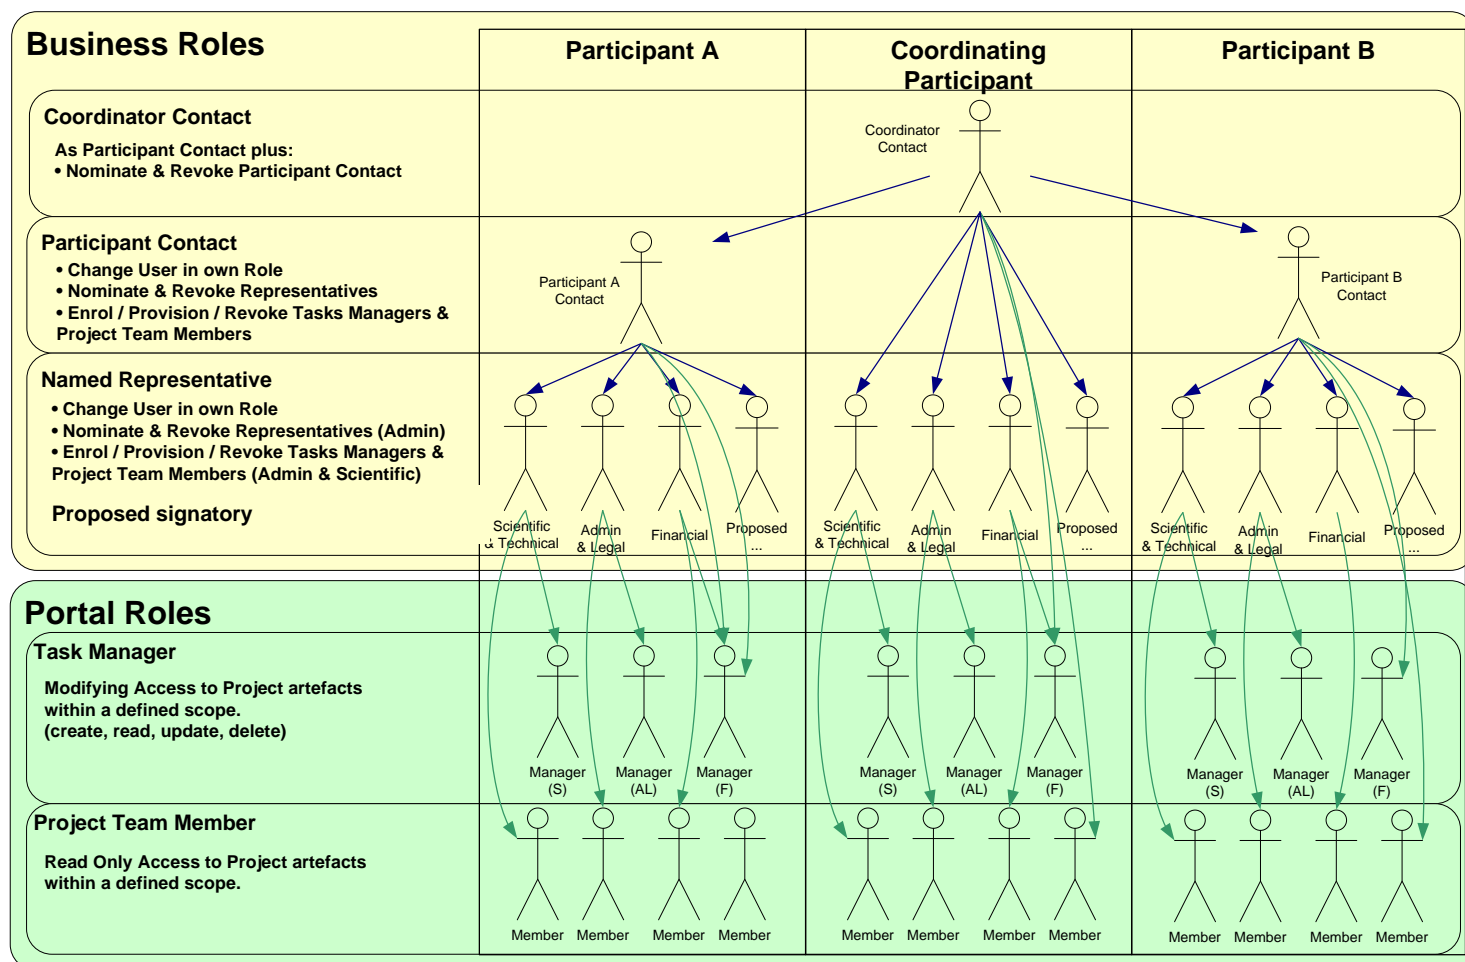 Business Roles
Participant A
Coordinating
Participant
Participant B
Coordinator Contact
As Participant Contact plus:
• Nominate & Revoke Participant Contact
Coordinator
Contact
Participant Contact
• Change User in own Role
• Nominate & Revoke Representatives
• Enrol / Provision / Revoke Tasks Managers &
Project Team Members
Participant A
Contact
Participant B
Contact
Named Representative
• Change User in own Role
• Nominate & Revoke Representatives (Admin)
• Enrol / Provision / Revoke Tasks Managers &
Project Team Members (Admin & Scientific)
Proposed signatory
Scientific
& Technical
Admin
& Legal
Financial
Proposed
...
Scientific
& Technical
Admin
& Legal
Financial
Proposed
...
Scientific
& Technical
Admin
& Legal
Financial
Proposed
...
Portal Roles
Task Manager
Modifying Access to Project artefacts
within a defined scope.
(create, read, update, delete)
Manager
(S)
Manager
(AL)
Manager
(F)
Manager
(S)
Manager
(AL)
Manager
(F)
Manager
(S)
Manager
(AL)
Manager
(F)
Project Team Member
Read Only Access to Project artefacts
within a defined scope.
Member
Member
Member
Member
Member
Member
Member
Member
Member
Member
Member
Member